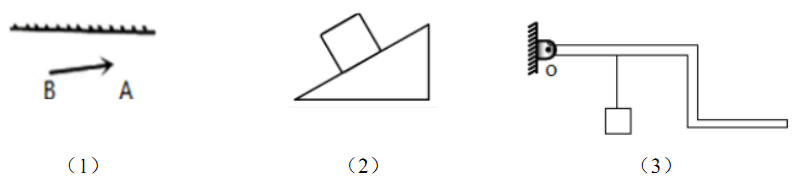 B A
O
（1） （2） （3）